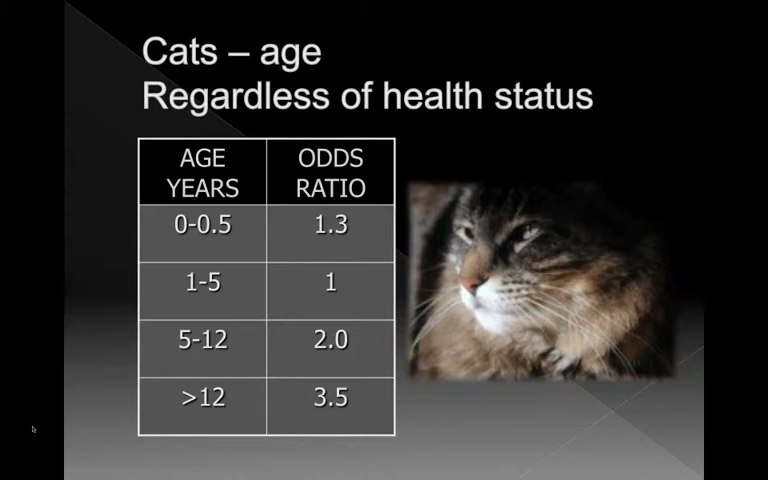 Cats – age
Regardless of health status
AGE YEARS ODDS RATIO
0-0.5 1.3
1-5 1
5-12 2.0
>12 3.5